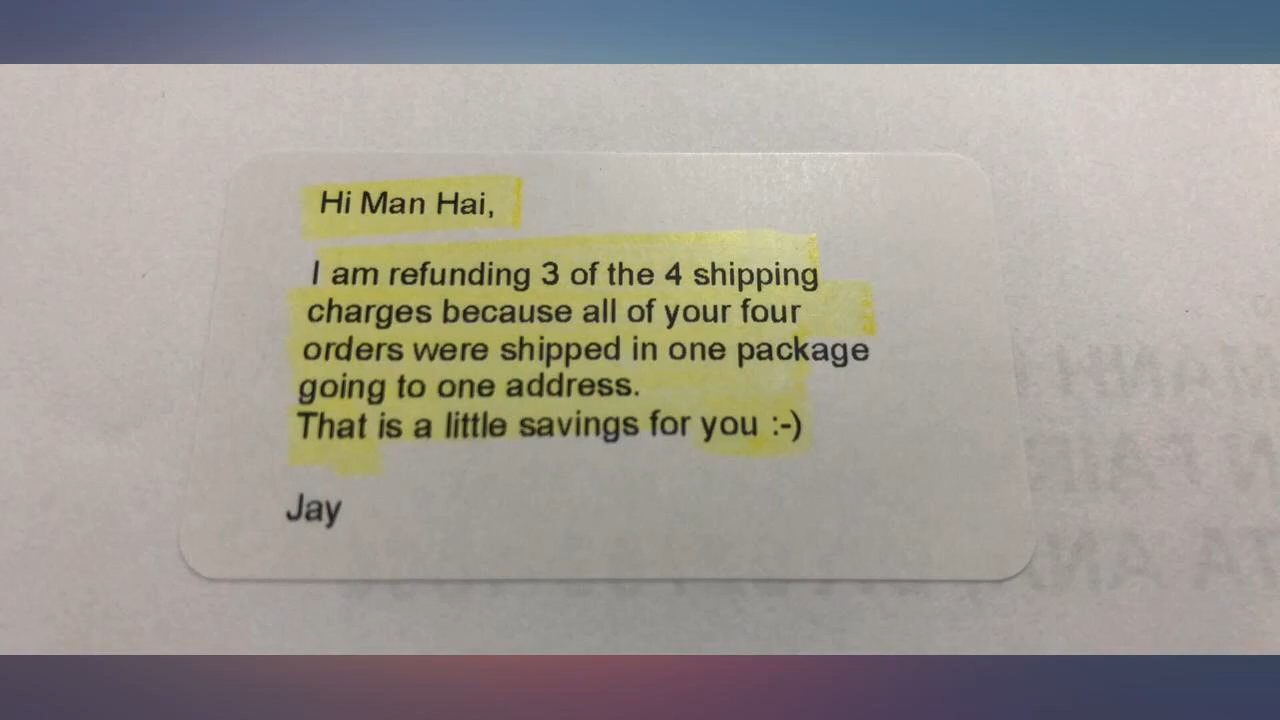 Hi Man Hai,
I am refunding 3 of the 4 shipping
charges because all of your four
orders were shipped in one package
going to one address.
That is a little savings for you :-)
Jay